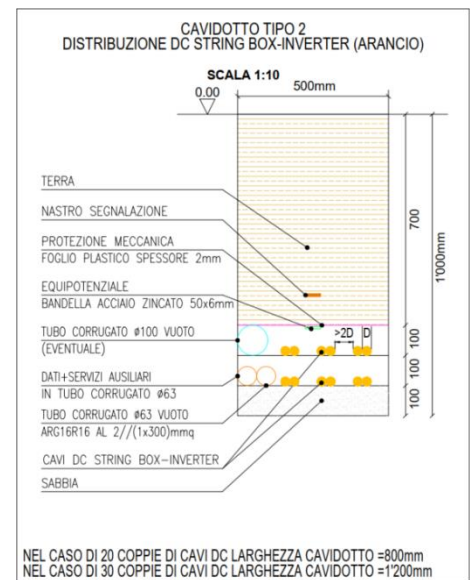 CAVIDOTTO TIPO 2
DISTRIBUZIONE DC STRING BOX-INVERTER (ARANCIO)
SCALA 1:10
0.00
500mm
TERRA
NASTRO SEGNALAZIONE
PROTEZIONE MECCANICA
FOGLIO PLASTICO SPESSORE 2mm
EQUIPOTENZIALE
BANDELLA ACCIAIO ZINCATO 50x6mm
TUBO CORRUGATO ø100 VUOTO
(EVENTUALE)
DATI+SERVIZI AUSILIARI
IN TUBO CORRUGATO ø63
TUBO CORRUGATO ø63 VUOTO
ARG16R16 AL 2//(1x300)mmq
CAVI DC STRING BOX-INVERTER
SABBIA
>2D
D
700
100
100
100
1'000mm
NEL CASO DI 20 COPPIE DI CAVI DC LARGHEZZA CAVIDOTTO =800mm
NEL CASO DI 30 COPPIE DI CAVI DC LARGHEZZA CAVIDOTTO =1'200mm